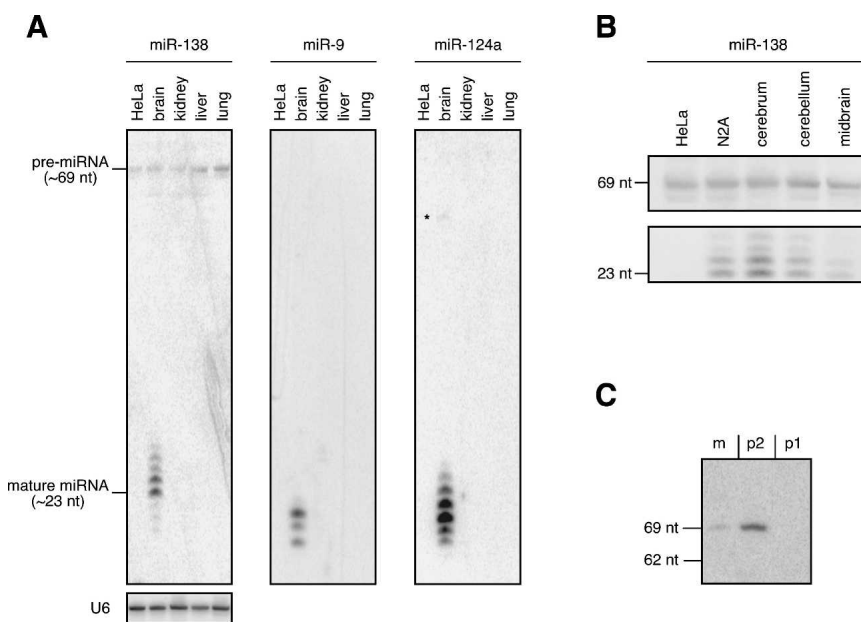 A
miR-138
miR-9
miR-124a
HeLa
brain
kidney
liver
lung
HeLa
brain
kidney
liver
lung
HeLa
brain
kidney
liver
lung
pre-miRNA
(~69 nt)
*
mature miRNA
(~23 nt)
U6
B
miR-138
HeLa
N2A
cerebrum
cerebellum
midbrain
69 nt
23 nt
C
m
p2
p1
69 nt
62 nt